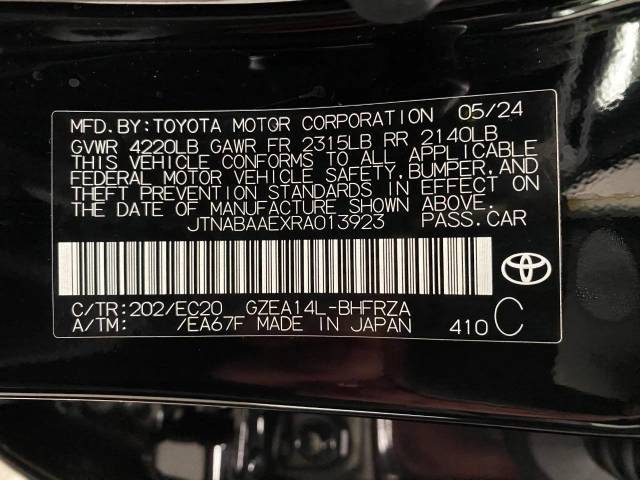 MFD.BY:TOYOTA MOTOR CORPORATION 05/24
GVWR 4220LB GAWR FR 2315LB RR 2140LB
THIS VEHICLE CONFORMS TO ALL APPLICABLE
FEDERAL MOTOR VEHICLE SAFETY,BUMPER,AND
THEFT PREVENTION STANDARDS IN EFFECT ON
THE DATE OF MANUFACTURE SHOWN ABOVE.
JTNABAAEXRA013923 PASS.CAR
C/TR:202/EC20 GZEA14L-BHFRZA
A/TM: /EA67F MADE IN JAPAN 410 C